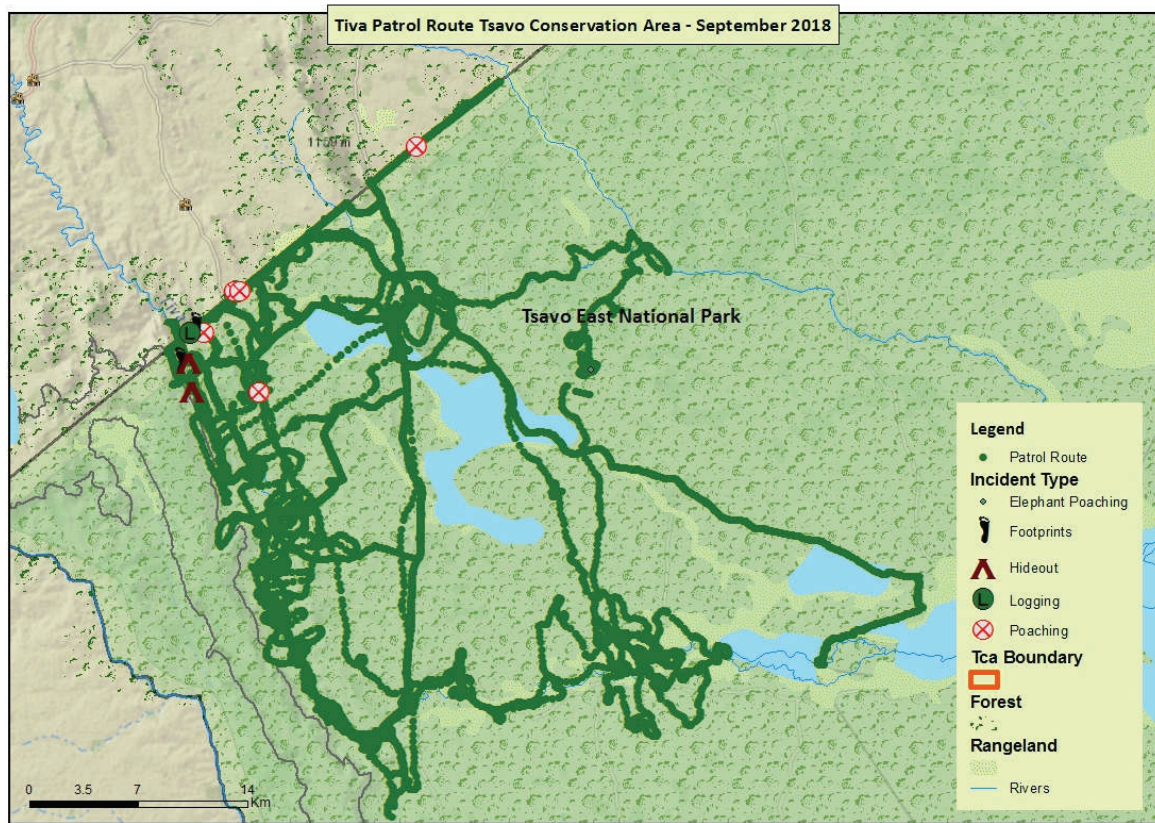 Tiva Patrol Route Tsavo Conservation Area - September 2018
1159 m
Tsavo East National Park
L
Legend
Patrol Route
Incident Type
Elephant Poaching
Footprints
Hideout
L
Logging
Poaching
Tca Boundary
Forest
Rangeland
Rivers
0 3.5 7 14
Km